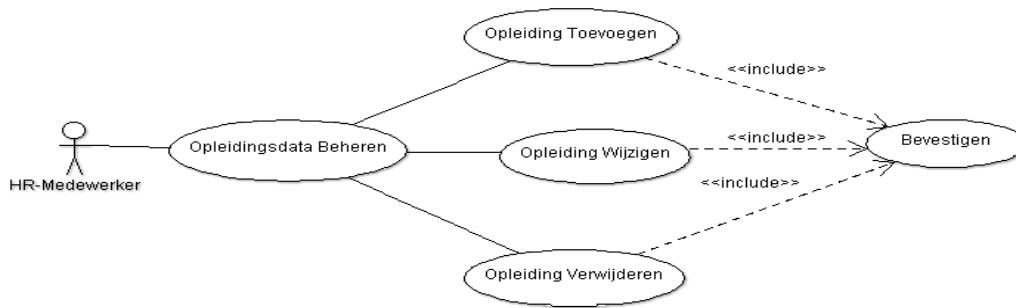 Opleiding Toevoegen
<<include>>
Opleidingsdata Beheren
Opleiding Wijzigen
<<include>>
Bevestigen
HR-Medewerker
<<include>>
Opleiding Verwijderen